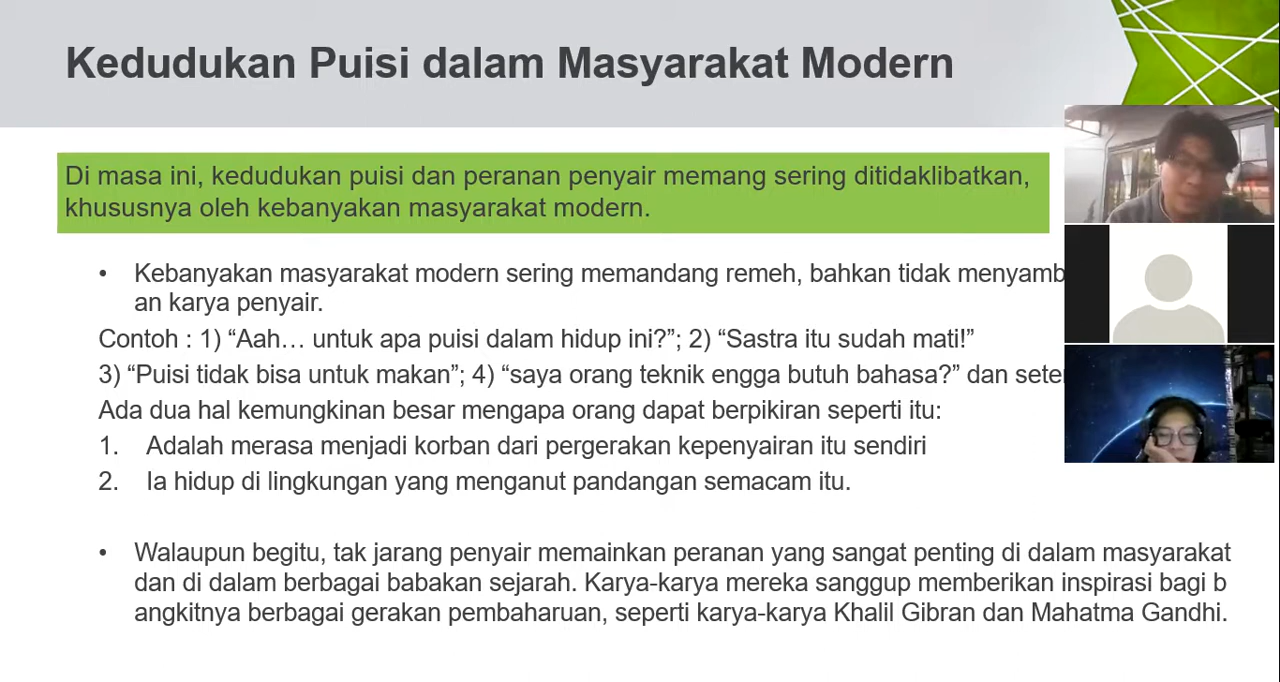 Kedudukan Puisi dalam Masyarakat Modern
Di masa ini, kedudukan puisi dan peranan penyair memang sering ditidaklibatkan,
khususnya oleh kebanyakan masyarakat modern.
• Kebanyakan masyarakat modern sering memandang remeh, bahkan tidak menyamb
an karya penyair.
Contoh : 1) “Aah… untuk apa puisi dalam hidup ini?”; 2) “Sastra itu sudah mati!”
3) “Puisi tidak bisa untuk makan”; 4) “saya orang teknik engga butuh bahasa?” dan sete
Ada dua hal kemungkinan besar mengapa orang dapat berpikiran seperti itu:
1. Adalah merasa menjadi korban dari pergerakan kepenyairan itu sendiri
2. Ia hidup di lingkungan yang menganut pandangan semacam itu.
• Walaupun begitu, tak jarang penyair memainkan peranan yang sangat penting di dalam masyarakat
dan di dalam berbagai babakan sejarah. Karya-karya mereka sanggup memberikan inspirasi bagi b
angkitnya berbagai gerakan pembaharuan, seperti karya-karya Khalil Gibran dan Mahatma Gandhi.